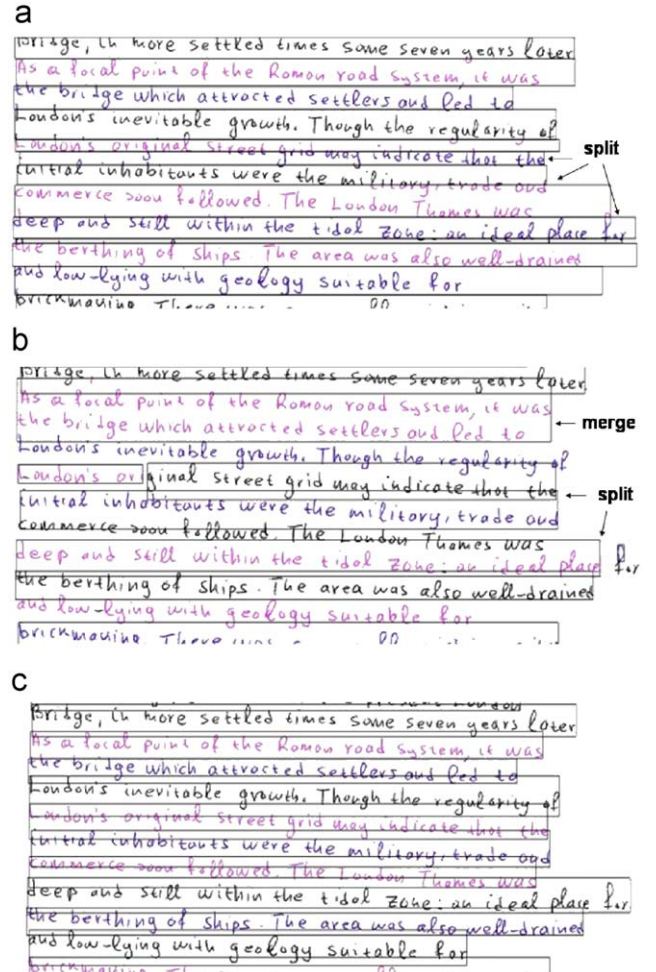 a
Bridge, in more settled times some seven years later
As a focal point of the Roman road system, it was
the bridge which attracted settlers and led to
London's inevitable growth. Though the regularity of
London's original street grid may indicate that the
split
initial inhabitants were the military, trade and
commerce soon followed. The London Thames was
deep and still within the tidal zone: an ideal place for
the berthing of ships. The area was also well-drained
and low-lying with geology suitable for
brickmaking. There was
b
Bridge, in more settled times some seven years later
As a focal point of the Roman road system, it was
the bridge which attracted settlers and led to
merge
London's inevitable growth. Though the regularity of
London's original street grid may indicate that the
split
initial inhabitants were the military, trade and
commerce soon followed. The London Thames was
deep and still within the tidal zone: an ideal place for
the berthing of ships. The area was also well-drained
and low-lying with geology suitable for
brickmaking. There was
c
Bridge, in more settled times some seven years later
As a focal point of the Roman road system, it was
the bridge which attracted settlers and led to
London's inevitable growth. Though the regularity of
London's original street grid may indicate that the
initial inhabitants were the military, trade and
commerce soon followed. The London Thames was
deep and still within the tidal zone: an ideal place for
the berthing of ships. The area was also well-drained
and low-lying with geology suitable for